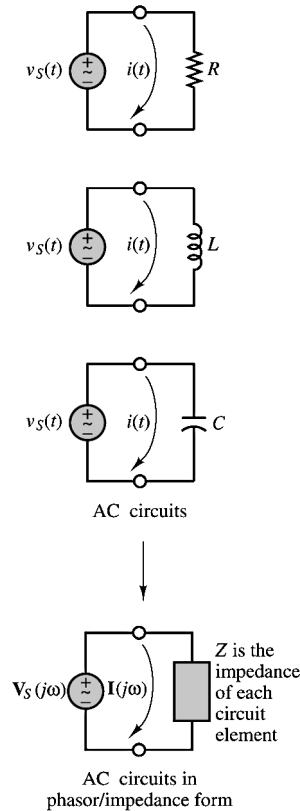 vS(t) + ~ − i(t) R
vS(t) + ~ − i(t) L
vS(t) + ~ − i(t) C
AC circuits
Z is the
impedance
VS(jω) + ~ − I(jω) of each
circuit
element
AC circuits in
phasor/impedance form